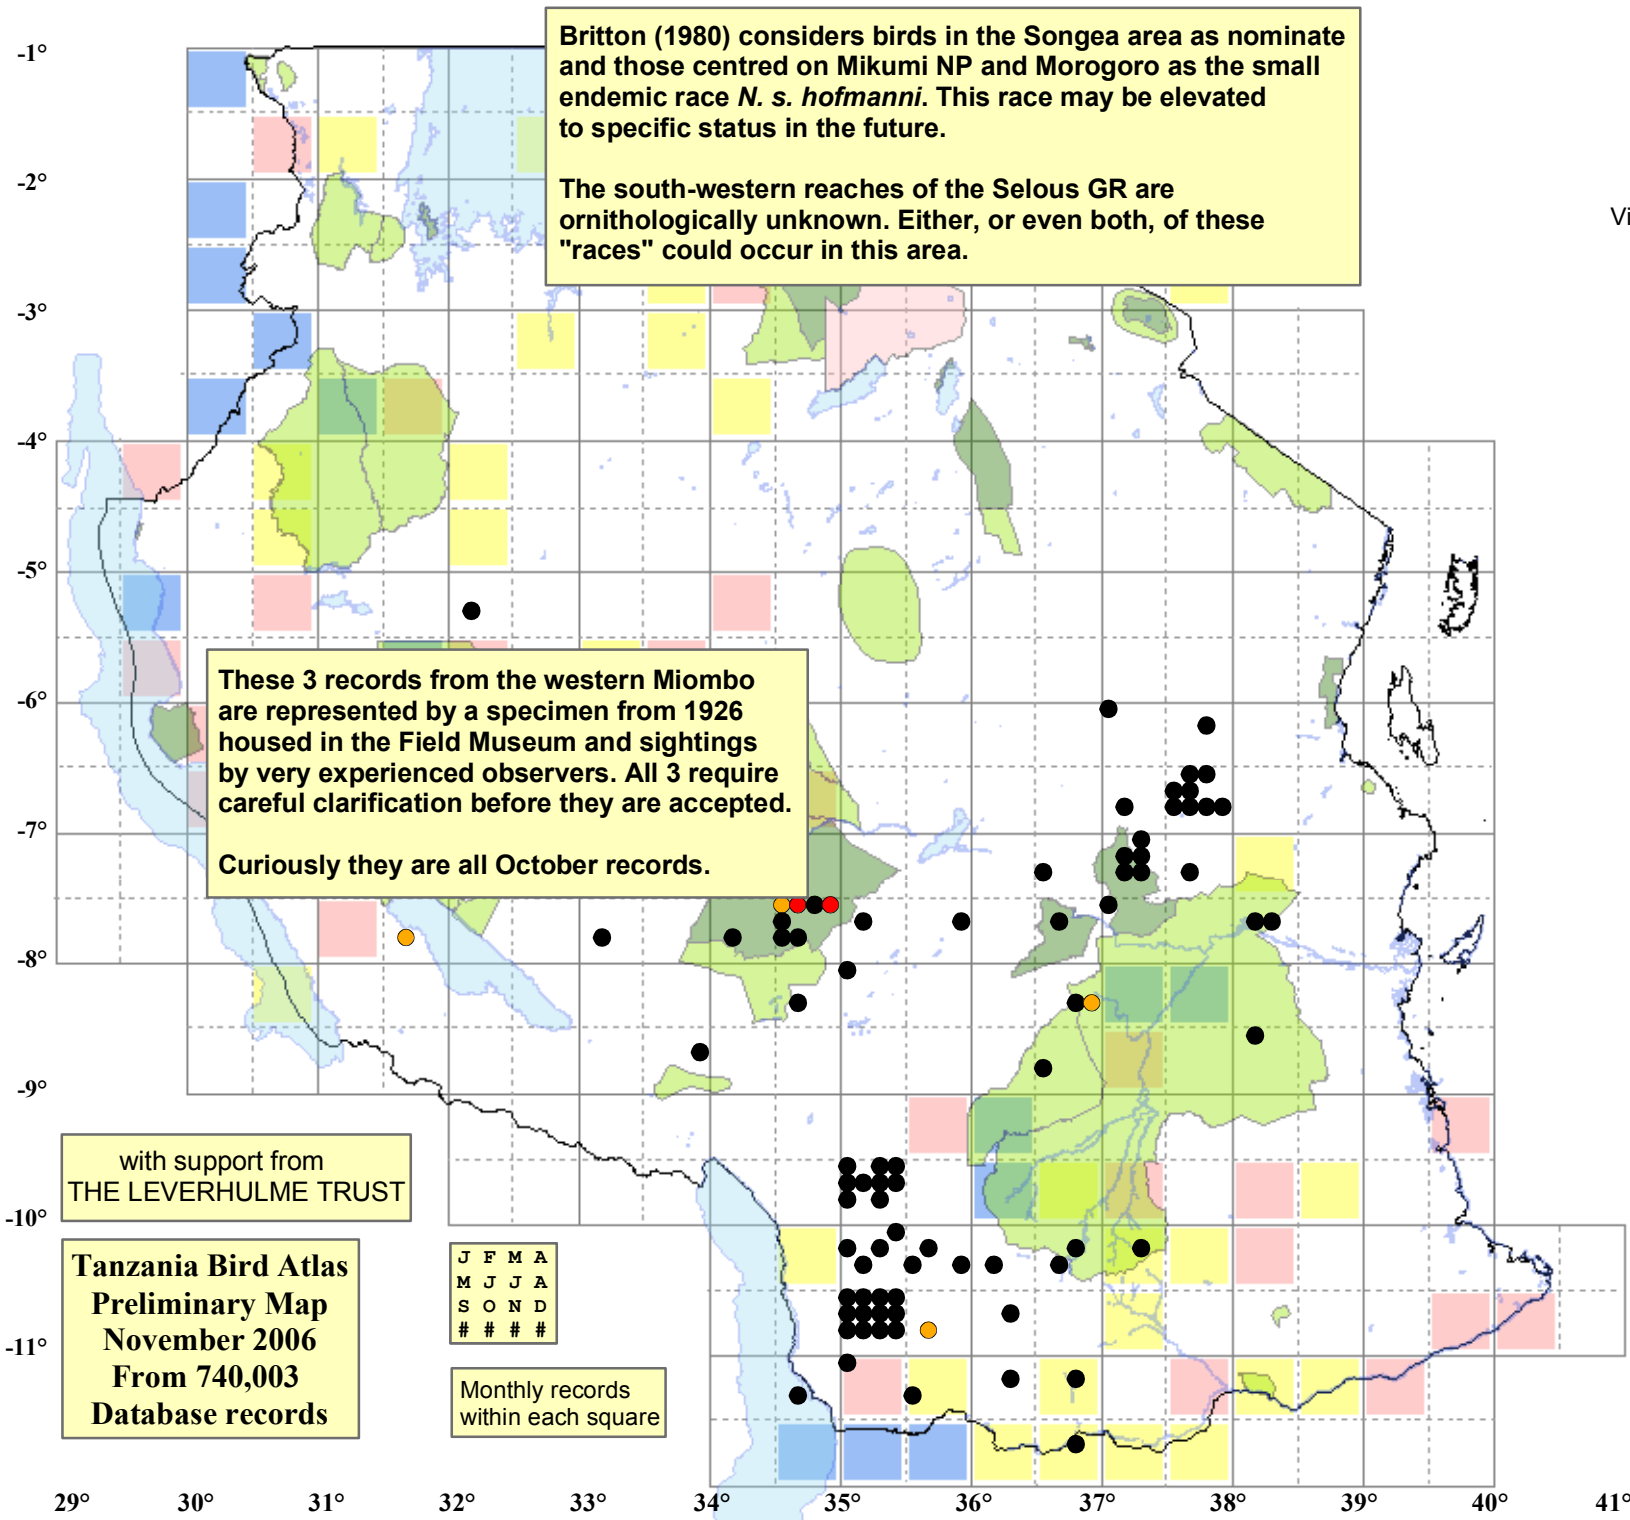 Britton (1980) considers birds in the Songea area as nominate
and those centred on Mikumi NP and Morogoro as the small
endemic race N. s. hofmanni. This race may be elevated
to specific status in the future.
The south-western reaches of the Selous GR are
ornithologically unknown. Either, or even both, of these
"races" could occur in this area.
Vi
-1°
-2°
-3°
-4°
-5°
-6°
-7°
-8°
-9°
-10°
-11°
These 3 records from the western Miombo
are represented by a specimen from 1926
housed in the Field Museum and sightings
by very experienced observers. All 3 require
careful clarification before they are accepted.
Curiously they are all October records.
with support from
THE LEVERHULME TRUST
Tanzania Bird Atlas
Preliminary Map
November 2006
From 740,003
Database records
J F M A
M J J A
S O N D
# # # #
Monthly records
within each square
29° 30° 31° 32° 33° 34° 35° 36° 37° 38° 39° 40° 41°